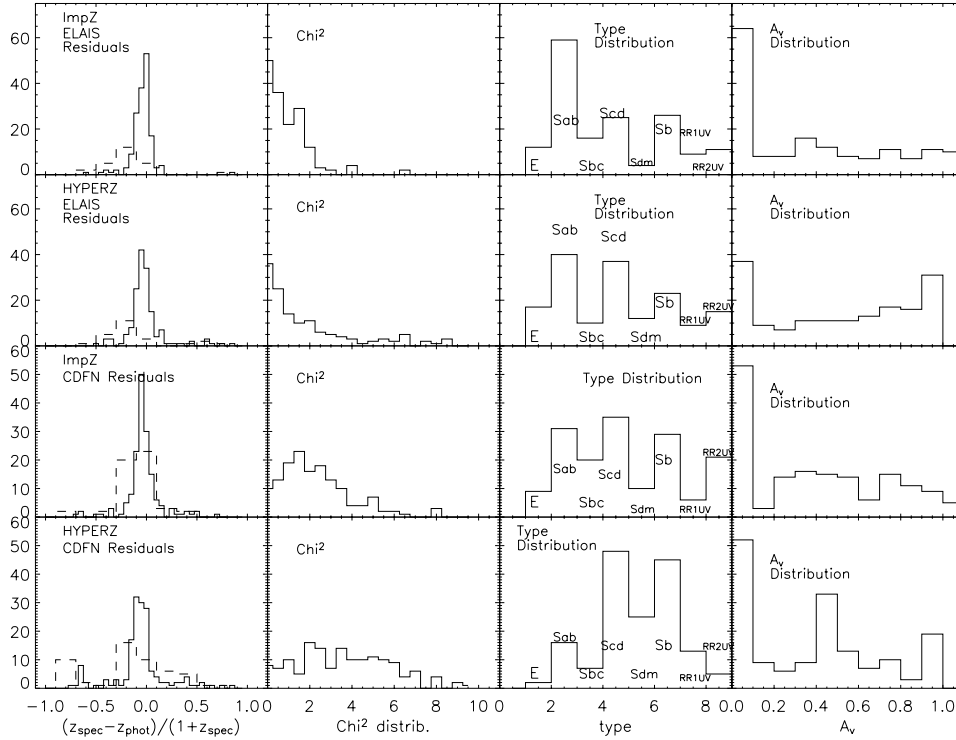 ImpZ
ELAIS
Residuals
Chi²
Type
Distribution
Aᵥ
Distribution
60
40
20
0
E
Sab
Sbc
Scd
Sdm
Sb
RR1UV
RR2UV
HYPERZ
ELAIS
Residuals
Chi²
Type
Distribution
Aᵥ
Distribution
60
40
20
0
E
Sab
Sbc
Scd
Sdm
Sb
RR1UV
RR2UV
ImpZ
CDFN Residuals
Chi²
Type Distribution
Aᵥ
Distribution
60
50
40
30
20
10
0
E
Sab
Sbc
Scd
Sdm
Sb
RR1UV
RR2UV
HYPERZ
CDFN Residuals
Chi²
Type
Distribution
Aᵥ
Distribution
60
50
40
30
20
10
0
E
Sab
Sbc
Scd
Sdm
Sb
RR1UV
RR2UV
−1.0 −0.5 0.0 0.5 1.0
0 2 4 6 8 10
0 2 4 6 8
0.0 0.2 0.4 0.6 0.8 1.0
(z_spec−z_phot)/(1+z_spec)
Chi² distrib.
type
Aᵥ